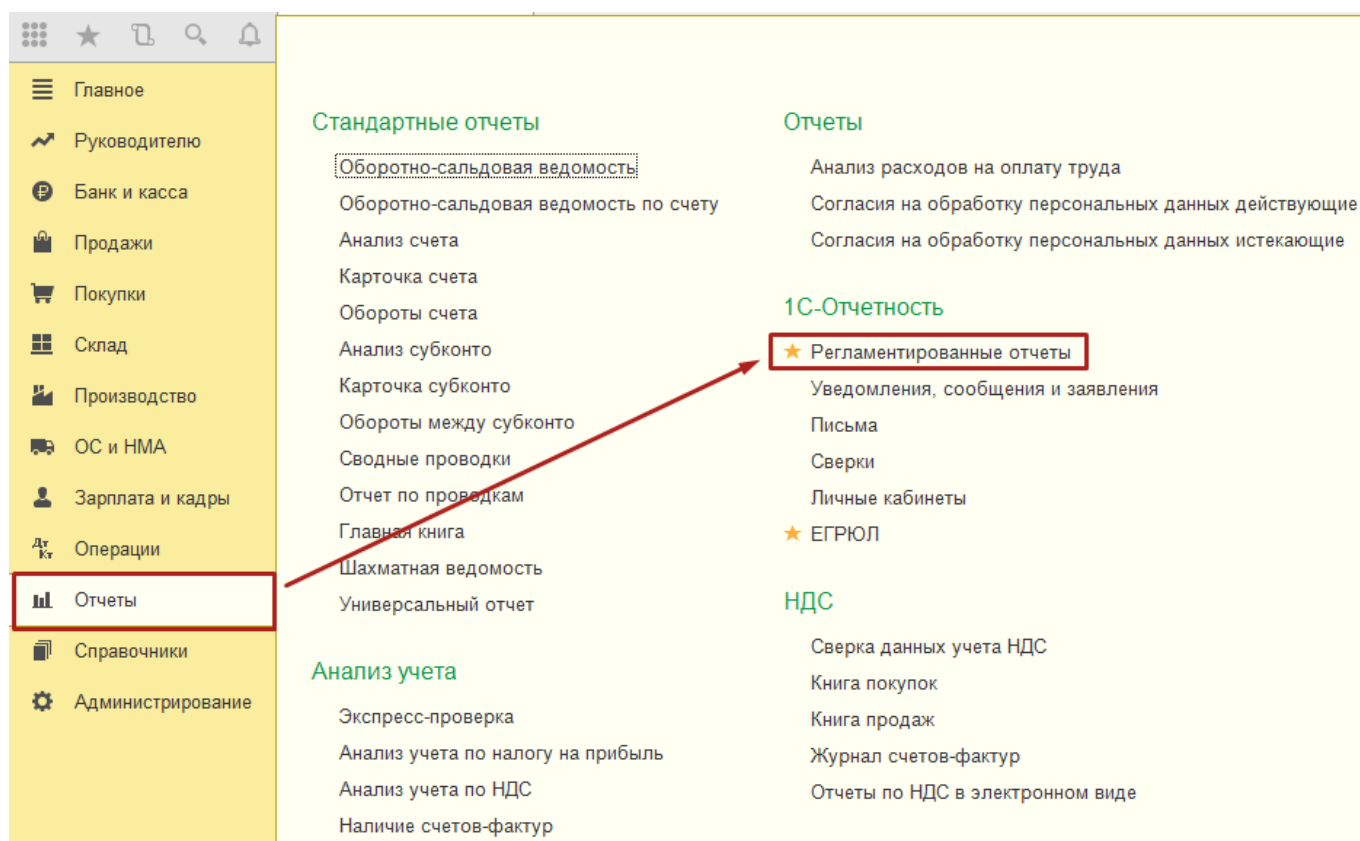 Главное
Руководителю
Банк и касса
Продажи
Покупки
Склад
Производство
ОС и НМА
Зарплата и кадры
Дт
Кт
Операции
Отчеты
Справочники
Администрирование
Стандартные отчеты
Оборотно-сальдовая ведомость
Оборотно-сальдовая ведомость по счету
Анализ счета
Карточка счета
Обороты счета
Анализ субконто
Карточка субконто
Обороты между субконто
Сводные проводки
Отчет по проводкам
Главная книга
Шахматная ведомость
Универсальный отчет
Анализ учета
Экспресс-проверка
Анализ учета по налогу на прибыль
Анализ учета по НДС
Наличие счетов-фактур
Отчеты
Анализ расходов на оплату труда
Согласия на обработку персональных данных действующие
Согласия на обработку персональных данных истекающие
1С-Отчетность
Регламентированные отчеты
Уведомления, сообщения и заявления
Письма
Сверки
Личные кабинеты
ЕГРЮЛ
НДС
Сверка данных учета НДС
Книга покупок
Книга продаж
Журнал счетов-фактур
Отчеты по НДС в электронном виде